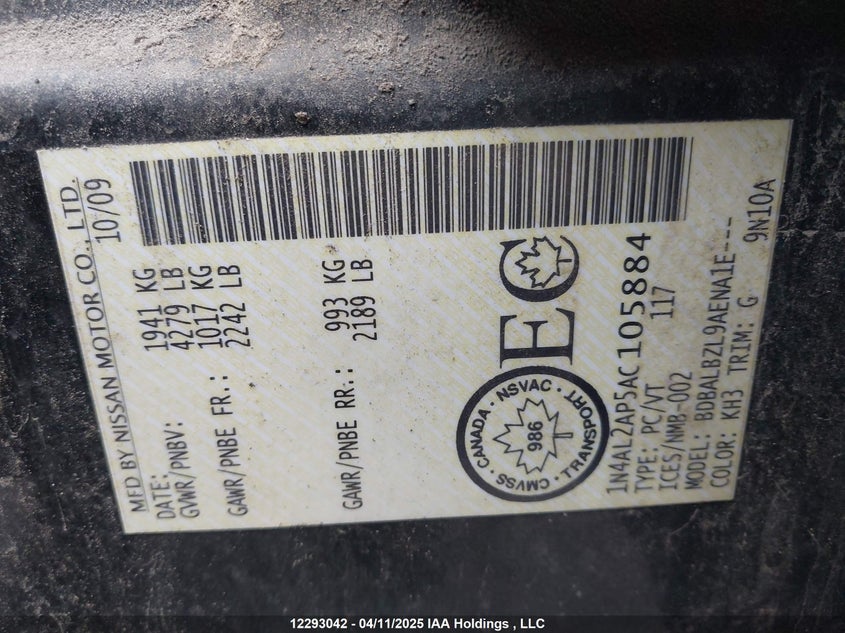 MFD BY NISSAN MOTOR CO., LTD.
DATE: 10/09
GVWR/PNBV: 1941 KG
4279 LB
GAWR/PNBE FR.: 1017 KG
2242 LB
GAWR/PNBE RR.: 993 KG
2189 LB
EC
CANADA · NSVAC · TRANSPORT · CMVSS
986
1N4AL2AP5AC105884
TYPE: PC/VT 117
ICES/NMB-002
MODEL: BDBALBZL9AENA1E---
COLOR: KH3 TRIM: G 9N10A
12293042 - 04/11/2025 IAA Holdings , LLC